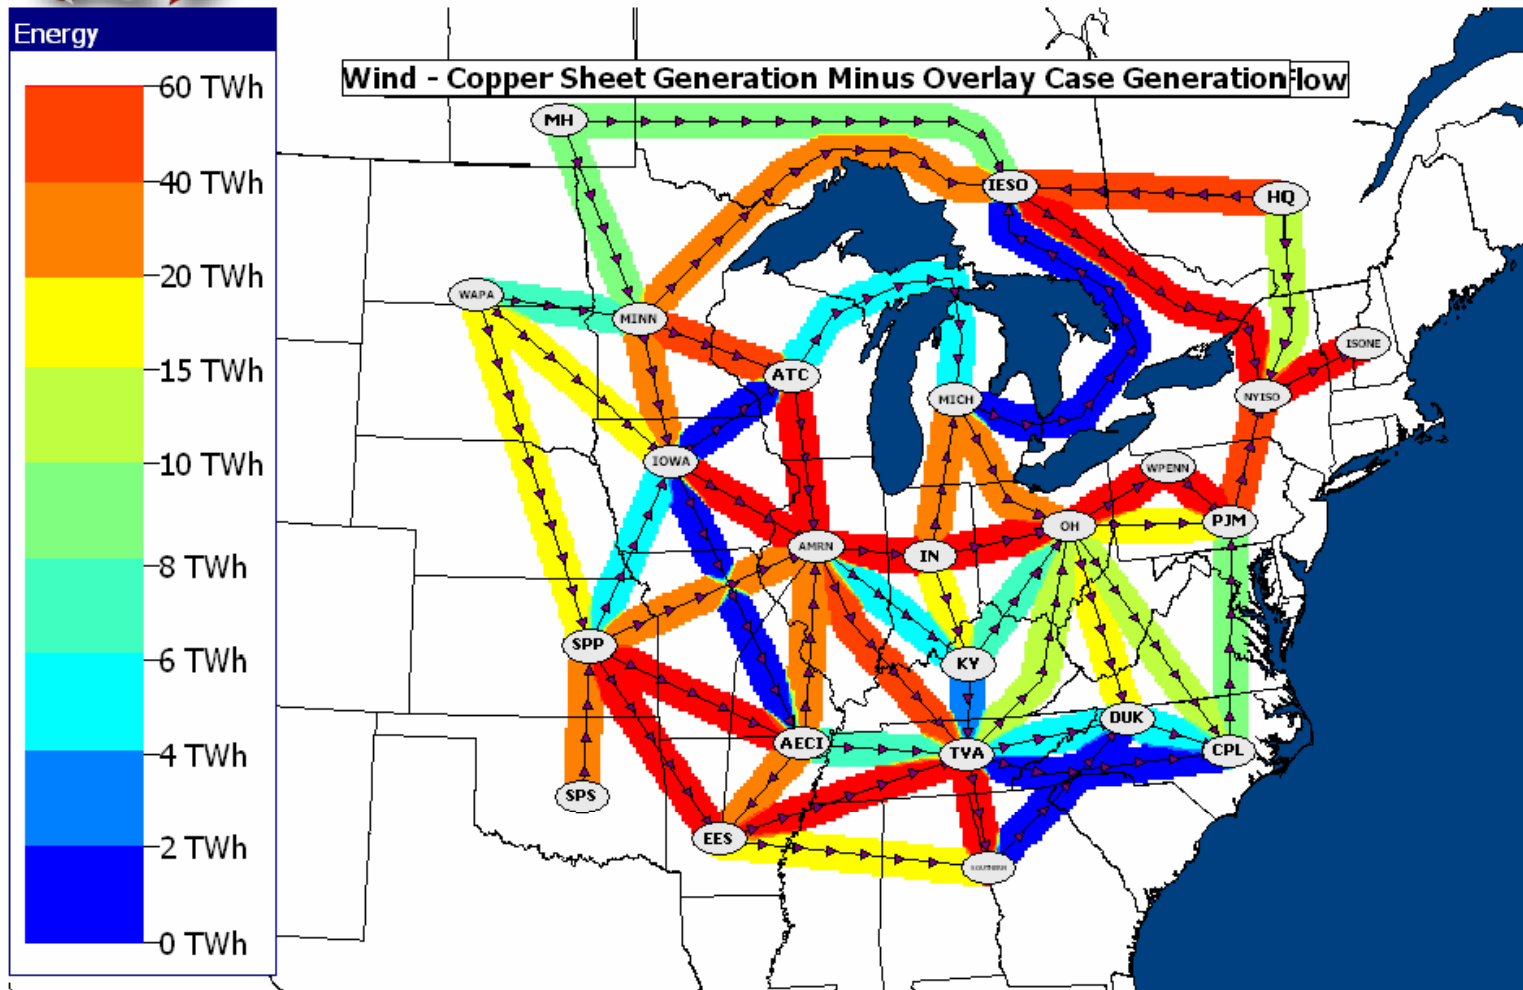 Energy
60 TWh
40 TWh
20 TWh
15 TWh
10 TWh
8 TWh
6 TWh
4 TWh
2 TWh
0 TWh
Wind - Copper Sheet Generation Minus Overlay Case Generation Flow
MH
IESO
HQ
WAPA
MINN
ISONE
ATC
MICH
NYISO
IOWA
WPENN
PJM
OH
AMRN
IN
SPP
KY
DUK
AECI
TVA
CPL
SPS
EES
SOUTHERN